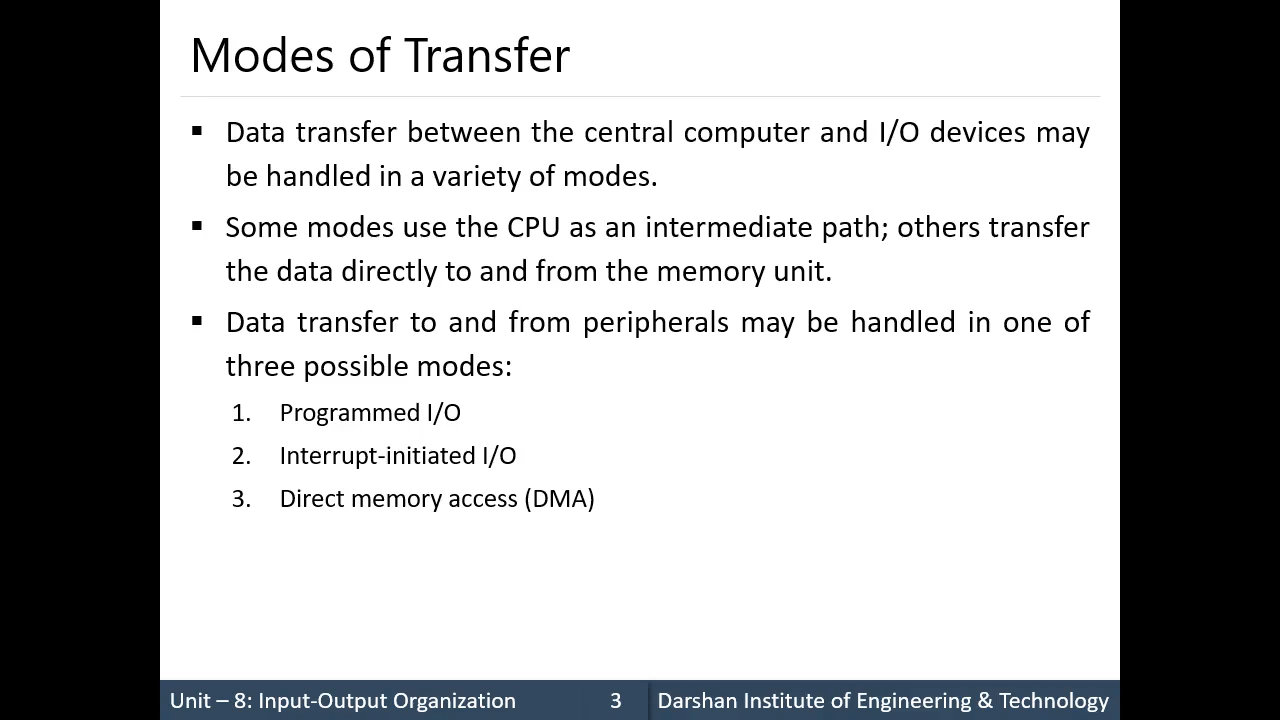 Modes of Transfer
▪ Data transfer between the central computer and I/O devices may
be handled in a variety of modes.
▪ Some modes use the CPU as an intermediate path; others transfer
the data directly to and from the memory unit.
▪ Data transfer to and from peripherals may be handled in one of
three possible modes:
1. Programmed I/O
2. Interrupt-initiated I/O
3. Direct memory access (DMA)
Unit – 8: Input-Output Organization 3 Darshan Institute of Engineering & Technology